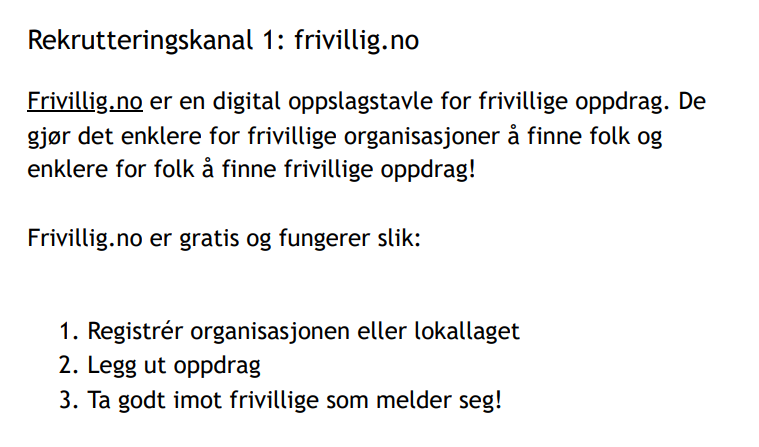 Rekrutteringskanal 1: frivillig.no
Frivillig.no er en digital oppslagstavle for frivillige oppdrag. De
gjør det enklere for frivillige organisasjoner å finne folk og
enklere for folk å finne frivillige oppdrag!
Frivillig.no er gratis og fungerer slik:
1. Registrér organisasjonen eller lokallaget
2. Legg ut oppdrag
3. Ta godt imot frivillige som melder seg!